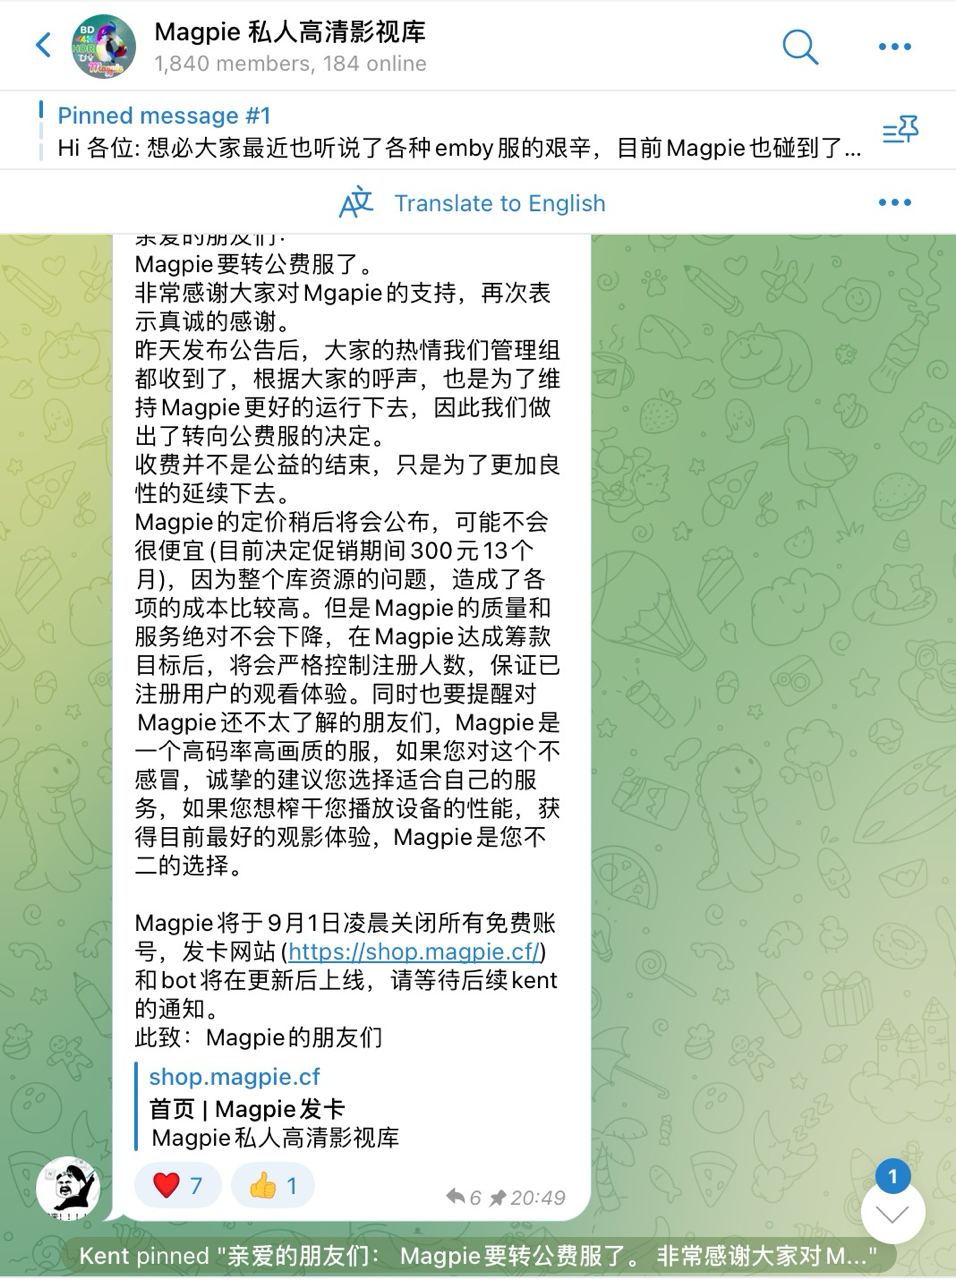 Magpie 私人高清影视库
1,840 members, 184 online
Pinned message #1
Hi 各位: 想必大家最近也听说了各种emby服的艰辛，目前Magpie也碰到了...
Translate to English
亲爱的朋友们：
Magpie要转公费服了。
非常感谢大家对Mgapie的支持，再次表
示真诚的感谢。
昨天发布公告后，大家的热情我们管理组
都收到了，根据大家的呼声，也是为了维
持Magpie更好的运行下去，因此我们做
出了转向公费服的决定。
收费并不是公益的结束，只是为了更加良
性的延续下去。
Magpie的定价稍后将会公布，可能不会
很便宜(目前决定促销期间300元13个
月)，因为整个库资源的问题，造成了各
项的成本比较高。但是Magpie的质量和
服务绝对不会下降，在Magpie达成筹款
目标后，将会严格控制注册人数，保证已
注册用户的观看体验。同时也要提醒对
Magpie还不太了解的朋友们，Magpie是
一个高码率高画质的服，如果您对这个不
感冒，诚挚的建议您选择适合自己的服
务，如果您想榨干您播放设备的性能，获
得目前最好的观影体验，Magpie是您不
二的选择。
Magpie将于9月1日凌晨关闭所有免费账
号，发卡网站(https://shop.magpie.cf/)
和bot将在更新后上线，请等待后续kent
的通知。
此致：Magpie的朋友们
shop.magpie.cf
首页 | Magpie发卡
Magpie私人高清影视库
7 1 6 20:49
1
Kent pinned "亲爱的朋友们： Magpie要转公费服了。 非常感谢大家对M..."